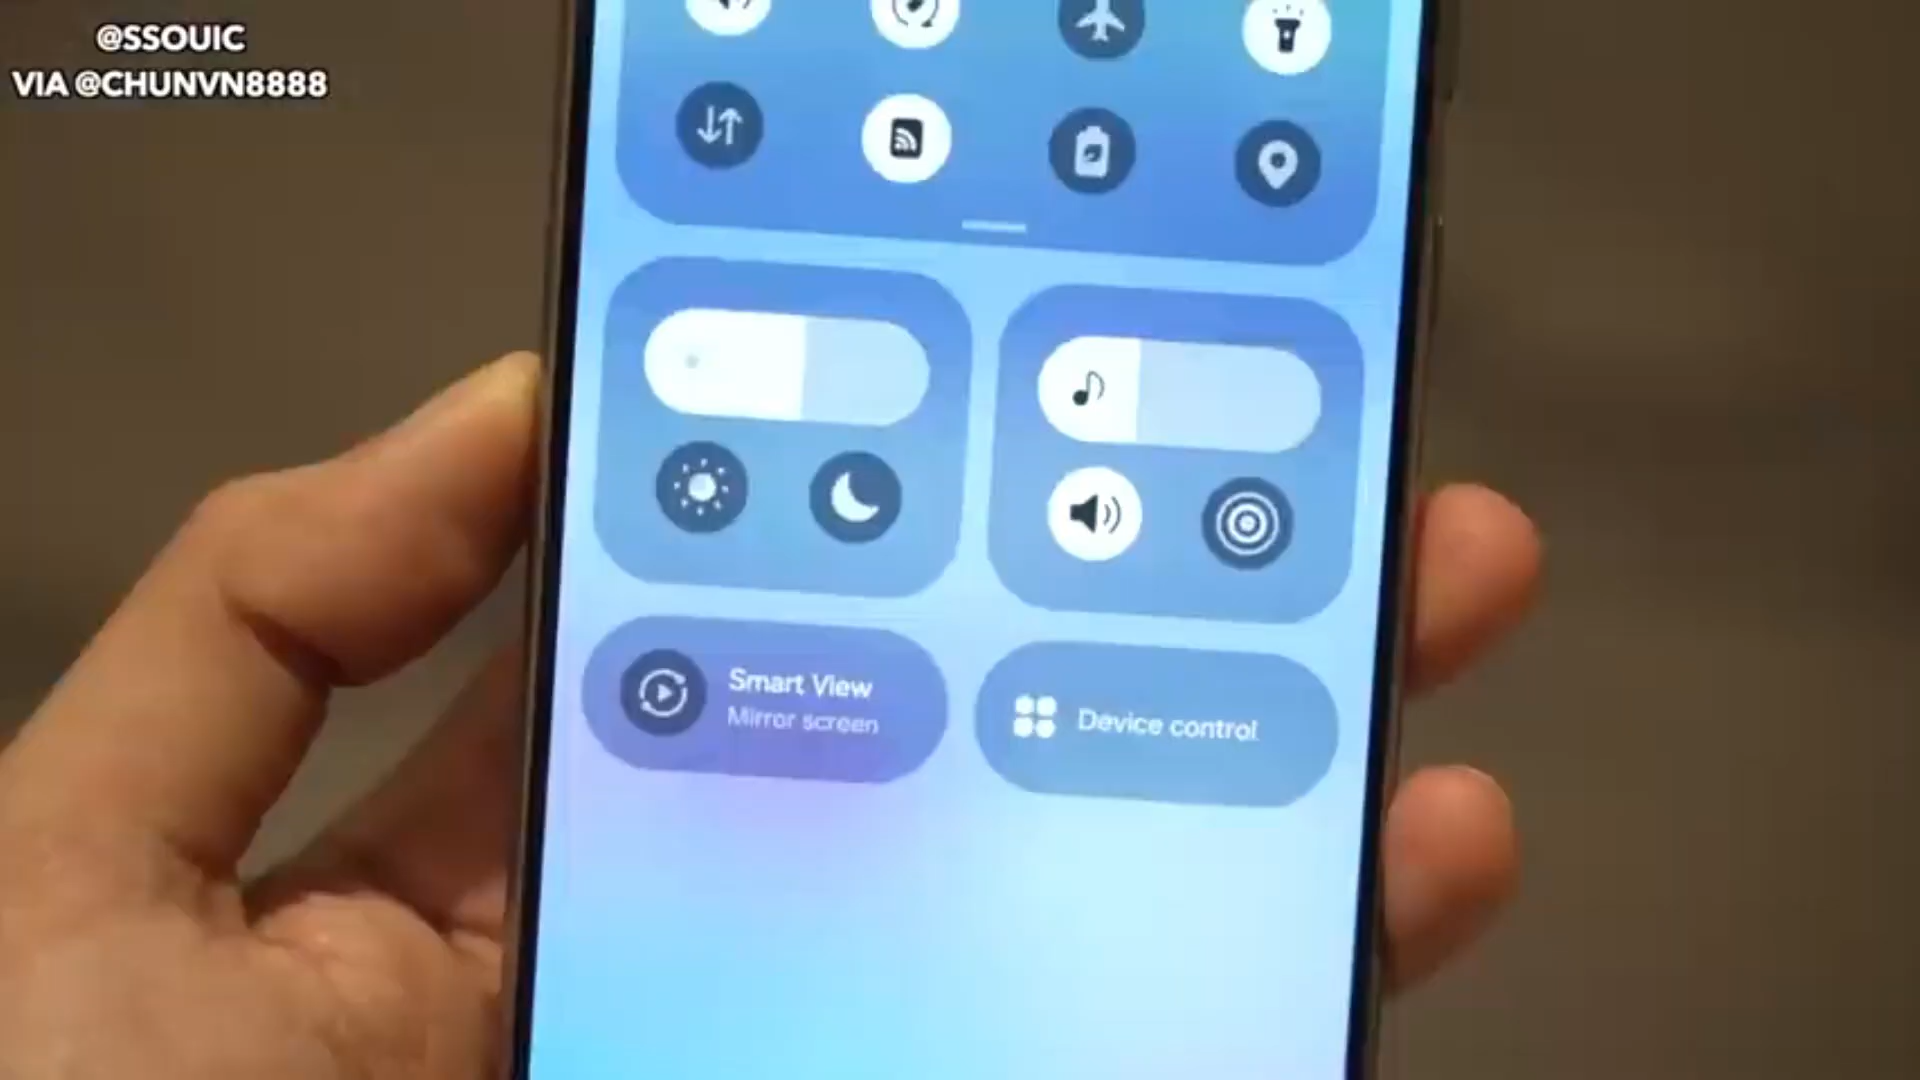 @SSOUIC
VIA @CHUNVN8888
Smart View
Mirror screen
Device control